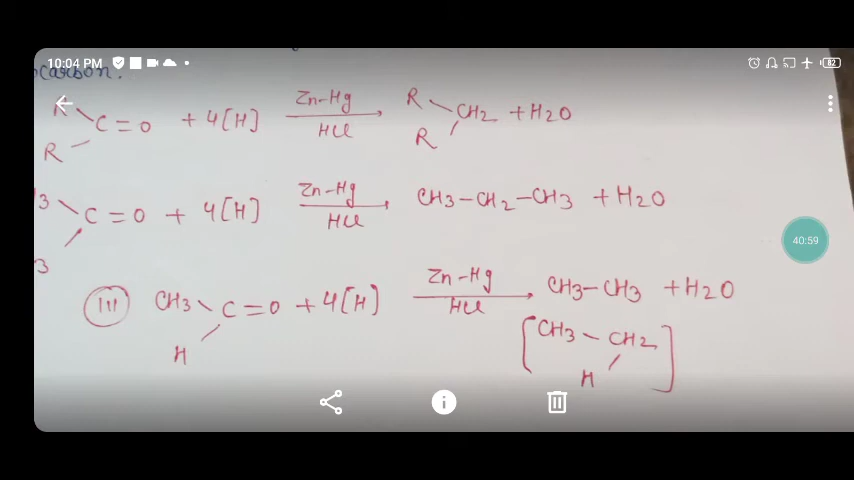 10:04 PM
82
carbon.
R
C=O + 4[H] Zn-Hg HCl R CH2 + H2O
R R
3 C=O + 4[H] Zn-Hg HCl CH3-CH2-CH3 + H2O
3
40:59
III CH3 C=O + 4[H] Zn-Hg HCl CH3-CH3 + H2O
H [CH3-CH2 H]